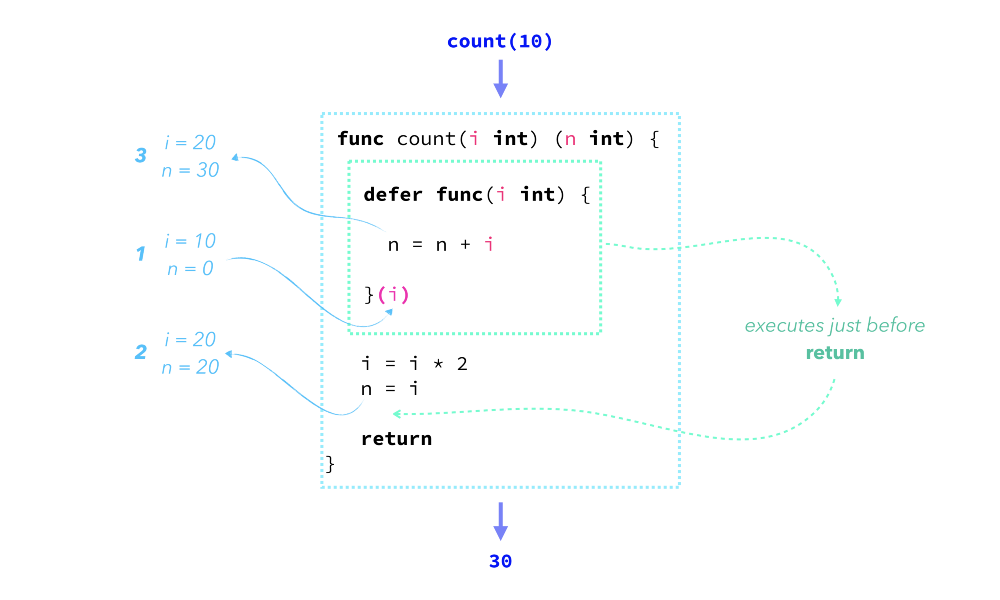 count(10)
func count(i int) (n int) {
defer func(i int) {
n = n + i
}(i)
i = i * 2
n = i
return
}
30
3
i = 20
n = 30
1
i = 10
n = 0
2
i = 20
n = 20
executes just before
return